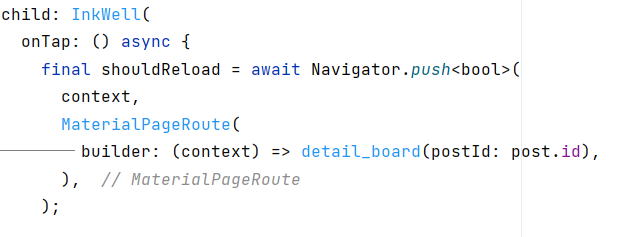 child: InkWell(
  onTap: () async {
    final shouldReload = await Navigator.push<bool>(
      context,
      MaterialPageRoute(
        builder: (context) => detail_board(postId: post.id),
      ),  // MaterialPageRoute
    );